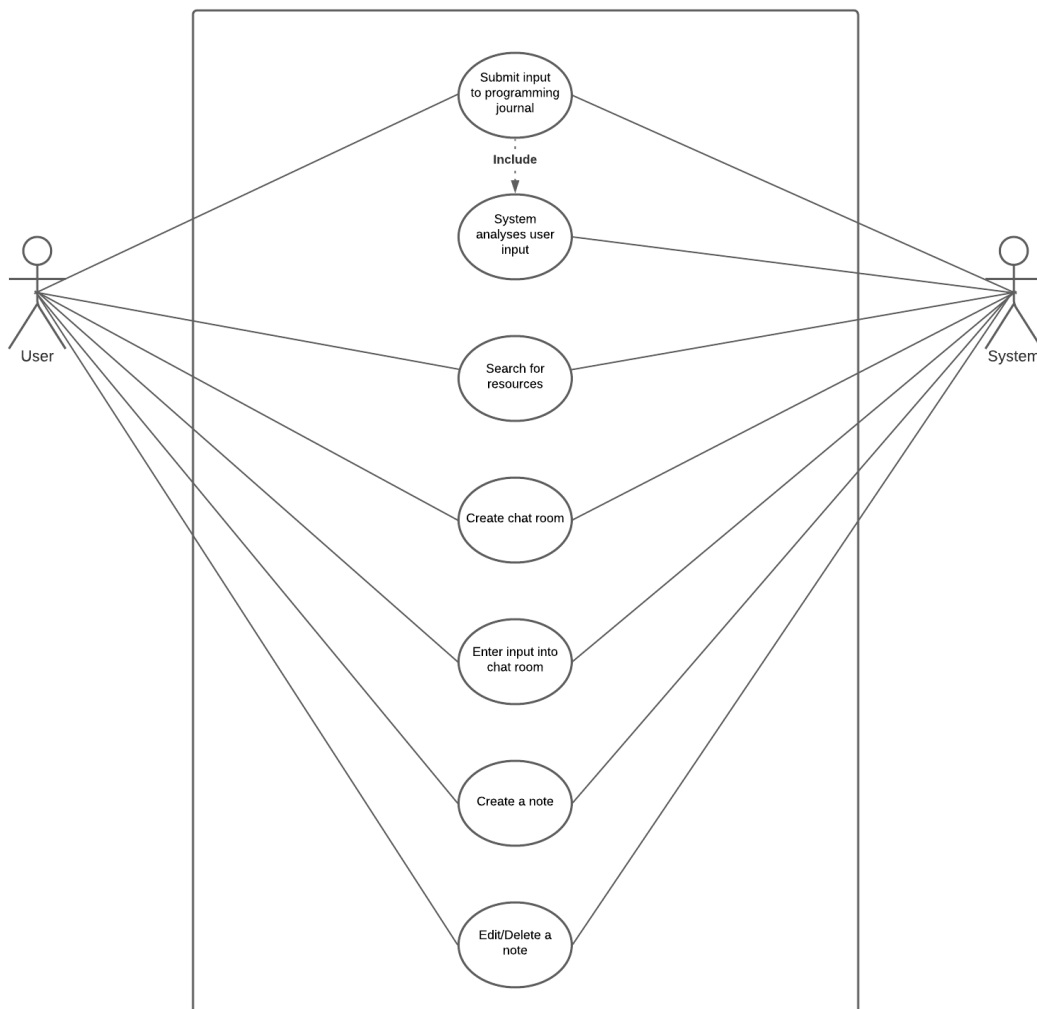 Submit input
to programming
journal
Include
System
analyses user
input
User
System
Search for
resources
Create chat room
Enter input into
chat room
Create a note
Edit/Delete a
note